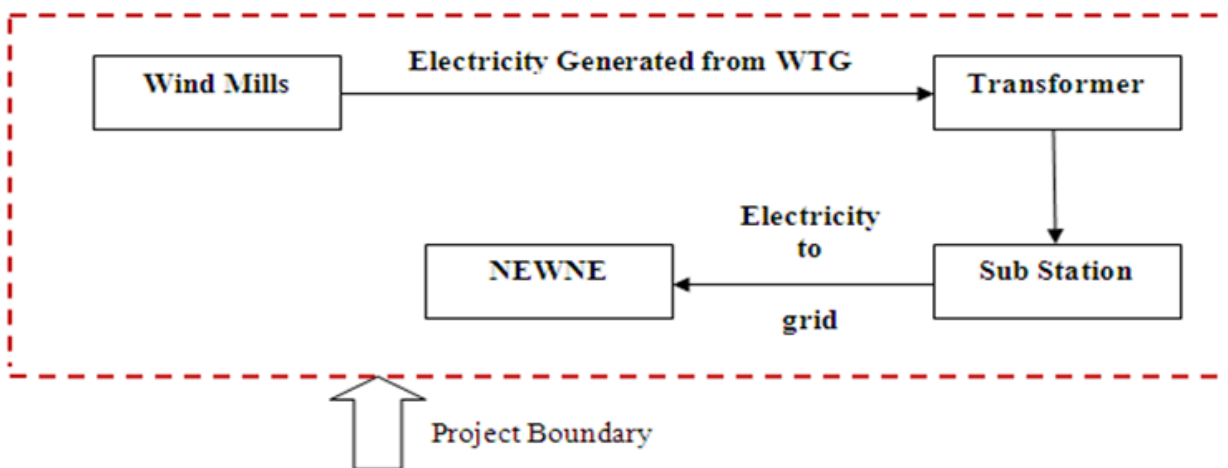 Electricity Generated from WTG
Wind Mills
Transformer
Electricity
to
NEWNE
Sub Station
grid
Project Boundary